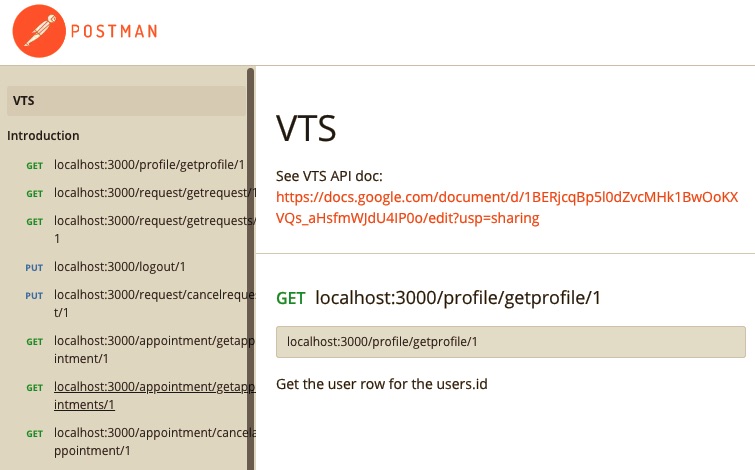 POSTMAN
VTS
Introduction
GET localhost:3000/profile/getprofile/1
GET localhost:3000/request/getrequest/1
GET localhost:3000/request/getrequests/
1
PUT localhost:3000/logout/1
PUT localhost:3000/request/cancelreques
t/1
GET localhost:3000/appointment/getapp
intment/1
GET localhost:3000/appointment/getapp
intments/1
GET localhost:3000/appointment/cancela
ppointment/1
VTS
See VTS API doc:
https://docs.google.com/document/d/1BERjcqBp5l0dZvcMHk1BwOoKX
VQs_aHsfmWJdU4IP0o/edit?usp=sharing
GET localhost:3000/profile/getprofile/1
localhost:3000/profile/getprofile/1
Get the user row for the users.id